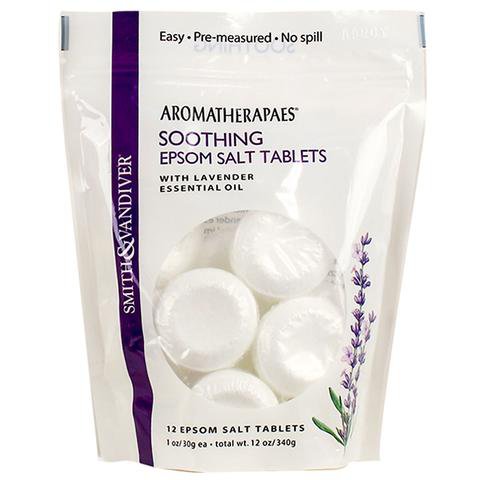 Easy • Pre-measured • No spill
AROMATHERAPAES®
SOOTHING
EPSOM SALT TABLETS
WITH LAVENDER
ESSENTIAL OIL
SMITH&VANDIVER®
12 EPSOM SALT TABLETS
1 oz/30g ea • total wt. 12 oz/340g